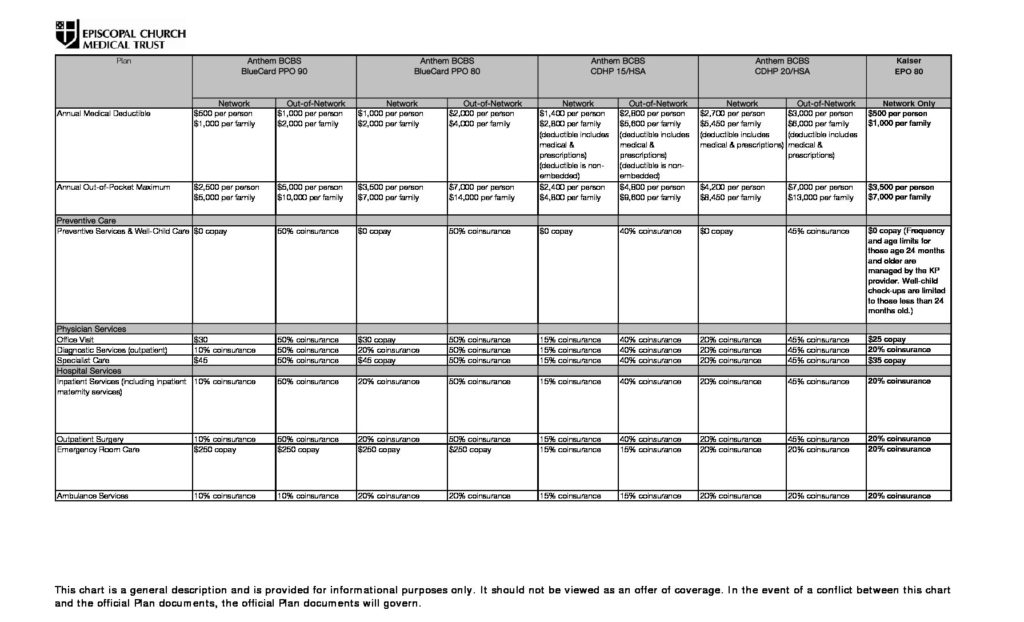 EPISCOPAL CHURCH
MEDICAL TRUST
Plan
Anthem BCBS
BlueCard PPO 90
Anthem BCBS
BlueCard PPO 80
Anthem BCBS
CDHP 15/HSA
Anthem BCBS
CDHP 20/HSA
Kaiser
EPO 80
Network Out-of-Network Network Out-of-Network Network Out-of-Network Network Out-of-Network Network Only
Annual Medical Deductible
$500 per person
$1,000 per family
$1,000 per person
$2,000 per family
$1,000 per person
$2,000 per family
$2,000 per person
$4,000 per family
$1,400 per person
$2,800 per family
(deductible includes
medical &
prescriptions)
(deductible is non-
embedded)
$2,800 per person
$5,600 per family
(deductible includes
medical &
prescriptions)
(deductible is non-
embedded)
$2,700 per person
$5,450 per family
(deductible includes
medical & prescriptions)
$3,000 per person
$6,000 per family
(deductible includes
medical &
prescriptions)
$500 per person
$1,000 per family
Annual Out-of-Pocket Maximum
$2,500 per person
$5,000 per family
$5,000 per person
$10,000 per family
$3,500 per person
$7,000 per family
$7,000 per person
$14,000 per family
$2,400 per person
$4,800 per family
$4,800 per person
$9,600 per family
$4,200 per person
$8,450 per family
$7,000 per person
$13,000 per family
$3,500 per person
$7,000 per family
Preventive Care
Preventive Services & Well-Child Care $0 copay 50% coinsurance $0 copay 50% coinsurance $0 copay 40% coinsurance $0 copay 45% coinsurance
$0 copay (Frequency
and age limits for
those age 24 months
and older are
managed by the KP
provider. Well-child
check-ups are limited
to those less than 24
months old.)
Physician Services
Office Visit $30 50% coinsurance $30 copay 50% coinsurance 15% coinsurance 40% coinsurance 20% coinsurance 45% coinsurance $25 copay
Diagnostic Services (outpatient) 10% coinsurance 50% coinsurance 20% coinsurance 50% coinsurance 15% coinsurance 40% coinsurance 20% coinsurance 45% coinsurance 20% coinsurance
Specialist Care $45 50% coinsurance $45 copay 50% coinsurance 15% coinsurance 40% coinsurance 20% coinsurance 45% coinsurance $35 copay
Hospital Services
Inpatient Services (including inpatient
maternity services)
10% coinsurance 50% coinsurance 20% coinsurance 50% coinsurance 15% coinsurance 40% coinsurance 20% coinsurance 45% coinsurance 20% coinsurance
Outpatient Surgery 10% coinsurance 50% coinsurance 20% coinsurance 50% coinsurance 15% coinsurance 40% coinsurance 20% coinsurance 45% coinsurance 20% coinsurance
Emergency Room Care $250 copay $250 copay $250 copay $250 copay 15% coinsurance 15% coinsurance 20% coinsurance 20% coinsurance 20% coinsurance
Ambulance Services 10% coinsurance 10% coinsurance 20% coinsurance 20% coinsurance 15% coinsurance 15% coinsurance 20% coinsurance 20% coinsurance 20% coinsurance
This chart is a general description and is provided for informational purposes only. It should not be viewed as an offer of coverage. In the event of a conflict between this chart
and the official Plan documents, the official Plan documents will govern.